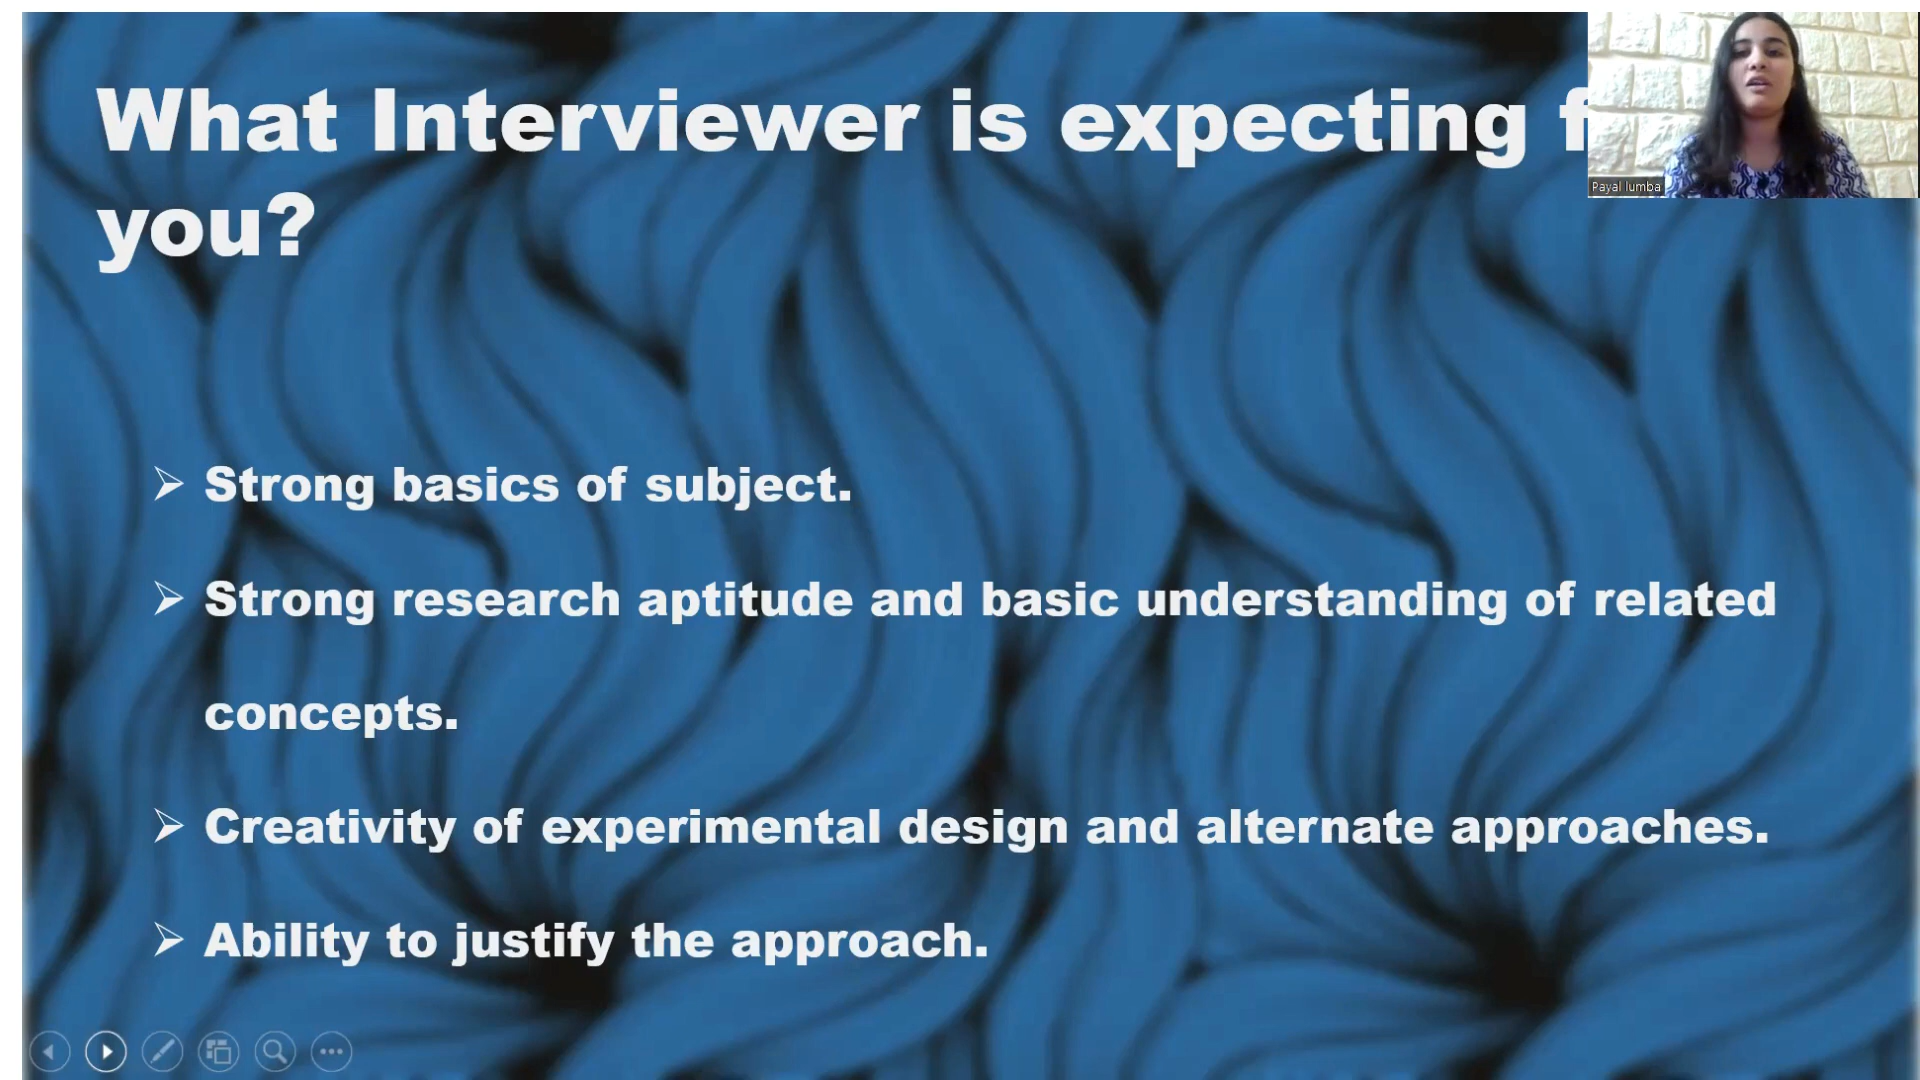 What Interviewer is expecting f
you?
Payal lumba
➢ Strong basics of subject.
➢ Strong research aptitude and basic understanding of related
concepts.
➢ Creativity of experimental design and alternate approaches.
➢ Ability to justify the approach.